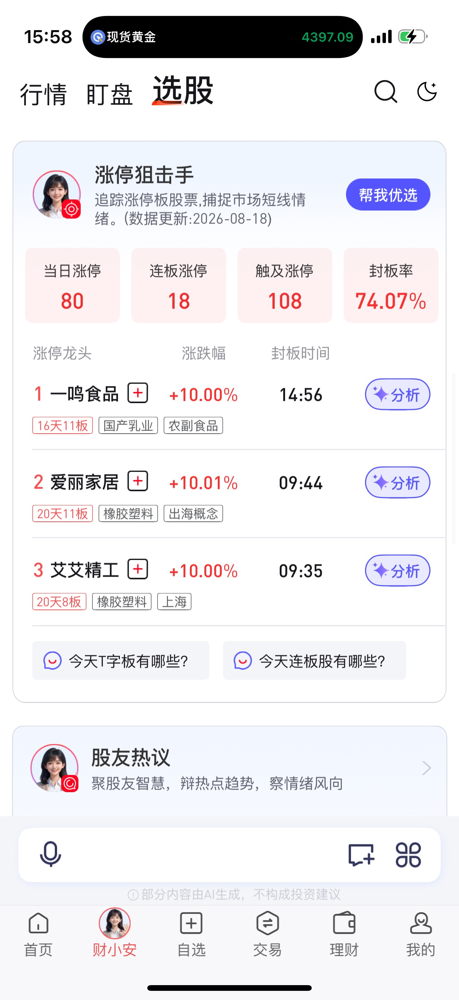 15:58
现货黄金 4397.09
行情 盯盘 选股
涨停狙击手
追踪涨停板股票,捕捉市场短线情
绪。(数据更新:2026-08-18)
帮我优选
当日涨停 连板涨停 触及涨停 封板率
80 18 108 74.07%
涨停龙头 涨跌幅 封板时间
1 一鸣食品 +10.00% 14:56 分析
16天11板 国产乳业 农副食品
2 爱丽家居 +10.01% 09:44 分析
20天11板 橡胶塑料 出海概念
3 艾艾精工 +10.00% 09:35 分析
20天8板 橡胶塑料 上海
今天T字板有哪些? 今天连板股有哪些?
股友热议
聚股友智慧，辩热点趋势，察情绪风向
部分内容由AI生成，不构成投资建议
首页 财小安 自选 交易 理财 我的